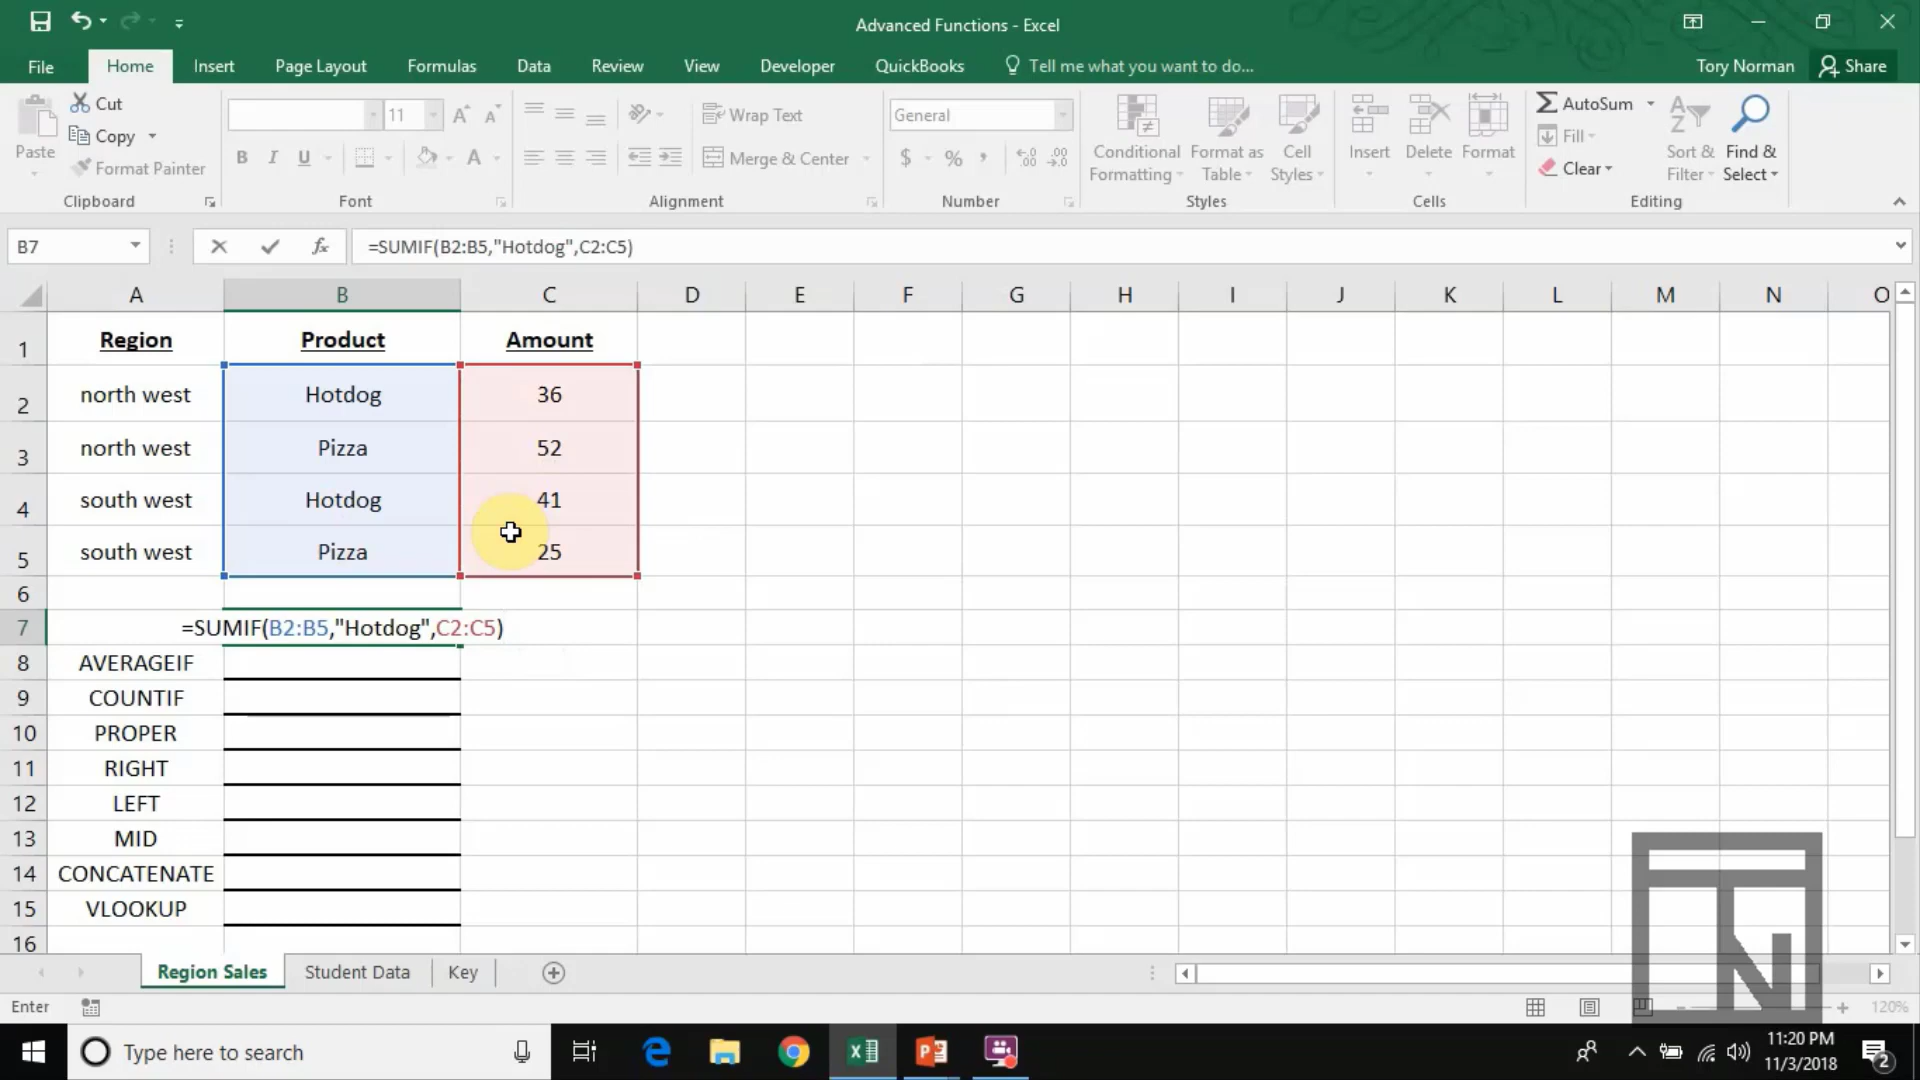 Advanced Functions - Excel
File Home Insert Page Layout Formulas Data Review View Developer QuickBooks Tell me what you want to do... Tory Norman Share
Paste
Cut
Copy
Format Painter
Clipboard
11
B I U A
Font
Wrap Text
Merge & Center
Alignment
General
$ % ,
Number
Conditional Formatting
Format as Table
Cell Styles
Styles
Insert Delete Format
Cells
AutoSum
Fill
Clear
Sort & Filter
Find & Select
Editing
B7 fx =SUMIF(B2:B5,"Hotdog",C2:C5)
A B C D E F G H I J K L M N O
1 Region Product Amount
2 north west Hotdog 36
3 north west Pizza 52
4 south west Hotdog 41
5 south west Pizza 25
6
7 =SUMIF(B2:B5,"Hotdog",C2:C5)
8 AVERAGEIF
9 COUNTIF
10 PROPER
11 RIGHT
12 LEFT
13 MID
14 CONCATENATE
15 VLOOKUP
16
Region Sales Student Data Key
Enter 120%
Type here to search
11:20 PM
11/3/2018
2
TN